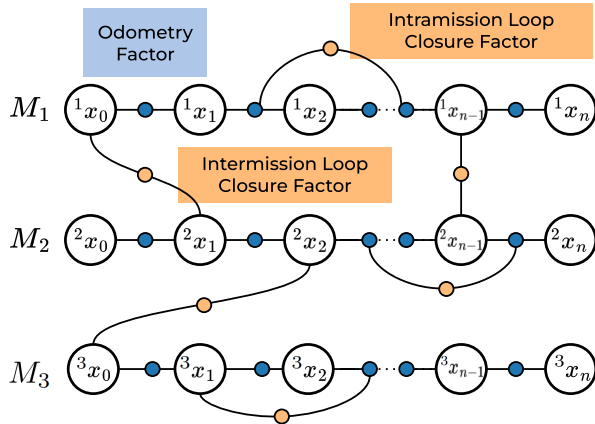 Odometry
Factor
Intramission Loop
Closure Factor
M₁ ¹x₀ ¹x₁ ¹x₂ ··· ¹xₙ₋₁ ¹xₙ
Intermission Loop
Closure Factor
M₂ ²x₀ ²x₁ ²x₂ ··· ²xₙ₋₁ ²xₙ
M₃ ³x₀ ³x₁ ³x₂ ··· ³xₙ₋₁ ³xₙ